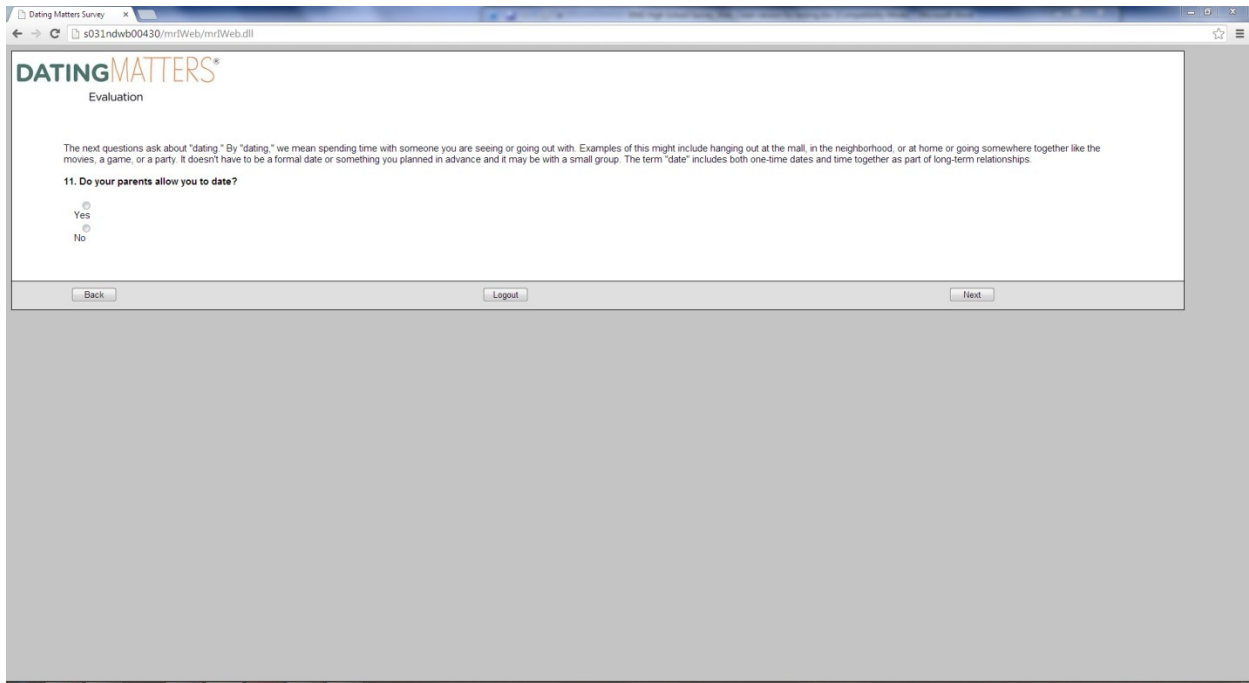 Dating Matters Survey
s031ndwb00430/mrIWeb/mrIWeb.dll
DATINGMATTERS®
Evaluation
The next questions ask about "dating." By "dating," we mean spending time with someone you are seeing or going out with. Examples of this might include hanging out at the mall, in the neighborhood, or at home or going somewhere together like the
movies, a game, or a party. It doesn't have to be a formal date or something you planned in advance and it may be with a small group. The term "date" includes both one-time dates and time together as part of long-term relationships.
11. Do your parents allow you to date?
Yes
No
Back Logout Next